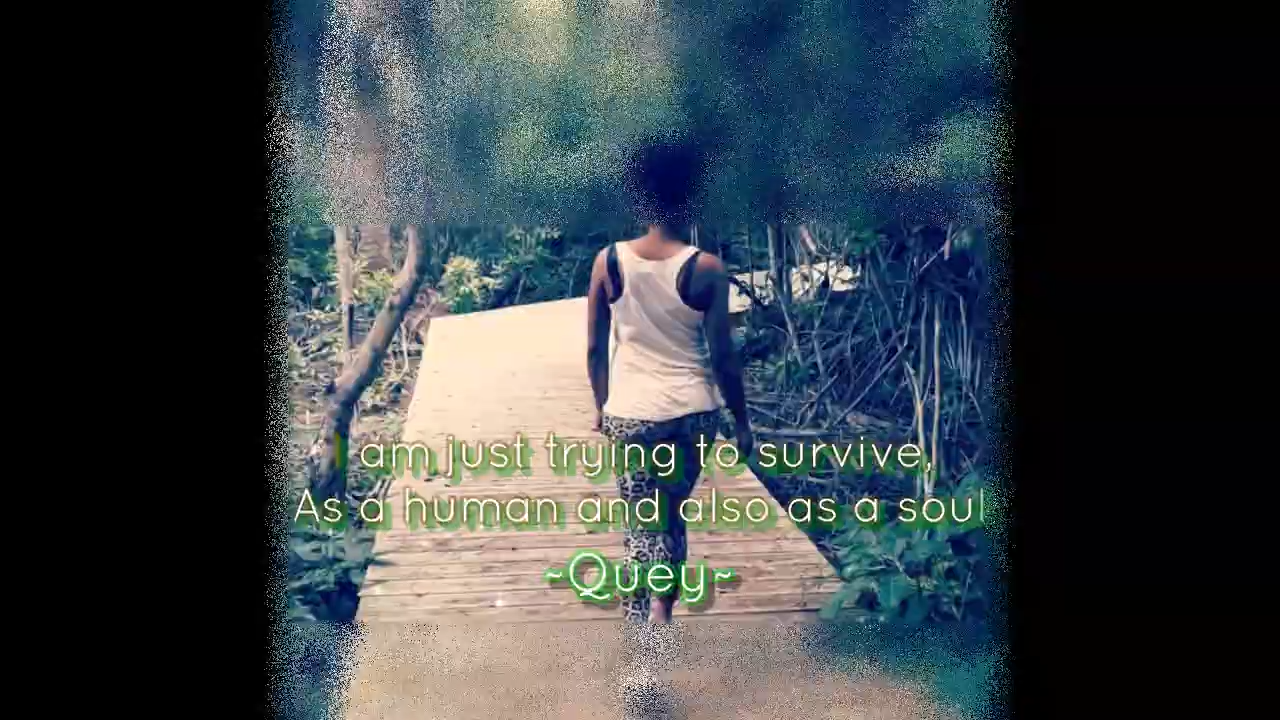 I am just trying to survive,
As a human and also as a soul
~Quey~